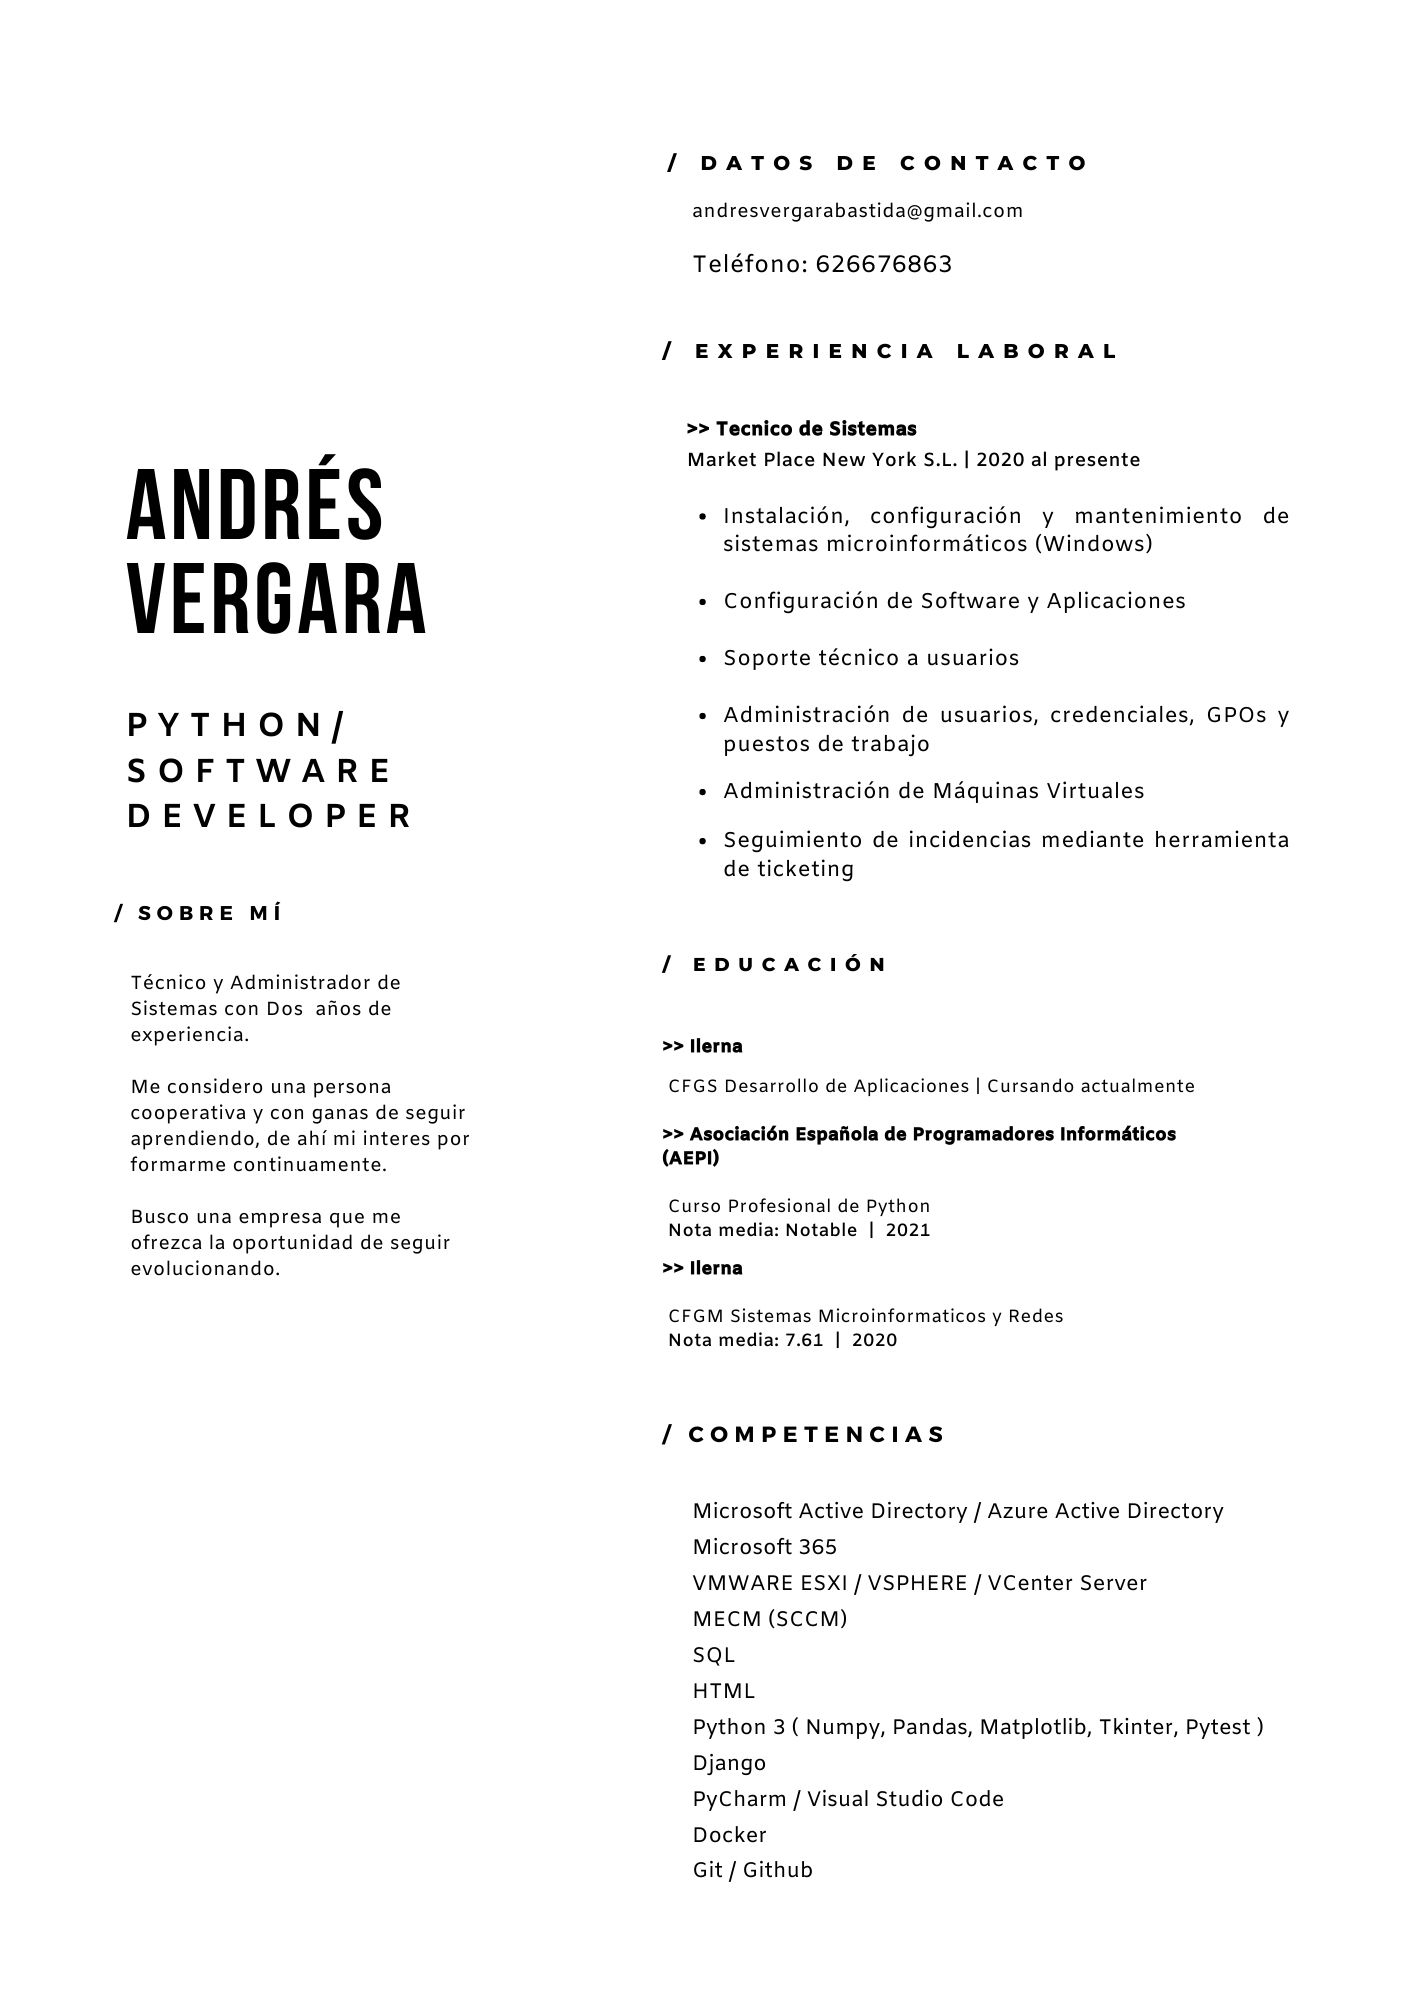 ANDRÉS
VERGARA
PYTHON/
SOFTWARE
DEVELOPER
/ SOBRE MÍ
Técnico y Administrador de
Sistemas con Dos años de
experiencia.
Me considero una persona
cooperativa y con ganas de seguir
aprendiendo, de ahí mi interes por
formarme continuamente.
Busco una empresa que me
ofrezca la oportunidad de seguir
evolucionando.
/ DATOS DE CONTACTO
andresvergarabastida@gmail.com
Teléfono: 626676863
/ EXPERIENCIA LABORAL
>> Tecnico de Sistemas
Market Place New York S.L. | 2020 al presente
• Instalación, configuración y mantenimiento de
sistemas microinformáticos (Windows)
• Configuración de Software y Aplicaciones
• Soporte técnico a usuarios
• Administración de usuarios, credenciales, GPOs y
puestos de trabajo
• Administración de Máquinas Virtuales
• Seguimiento de incidencias mediante herramienta
de ticketing
/ EDUCACIÓN
>> Ilerna
CFGS Desarrollo de Aplicaciones | Cursando actualmente
>> Asociación Española de Programadores Informáticos
(AEPI)
Curso Profesional de Python
Nota media: Notable | 2021
>> Ilerna
CFGM Sistemas Microinformaticos y Redes
Nota media: 7.61 | 2020
/ COMPETENCIAS
Microsoft Active Directory / Azure Active Directory
Microsoft 365
VMWARE ESXI / VSPHERE / VCenter Server
MECM (SCCM)
SQL
HTML
Python 3 ( Numpy, Pandas, Matplotlib, Tkinter, Pytest )
Django
PyCharm / Visual Studio Code
Docker
Git / Github